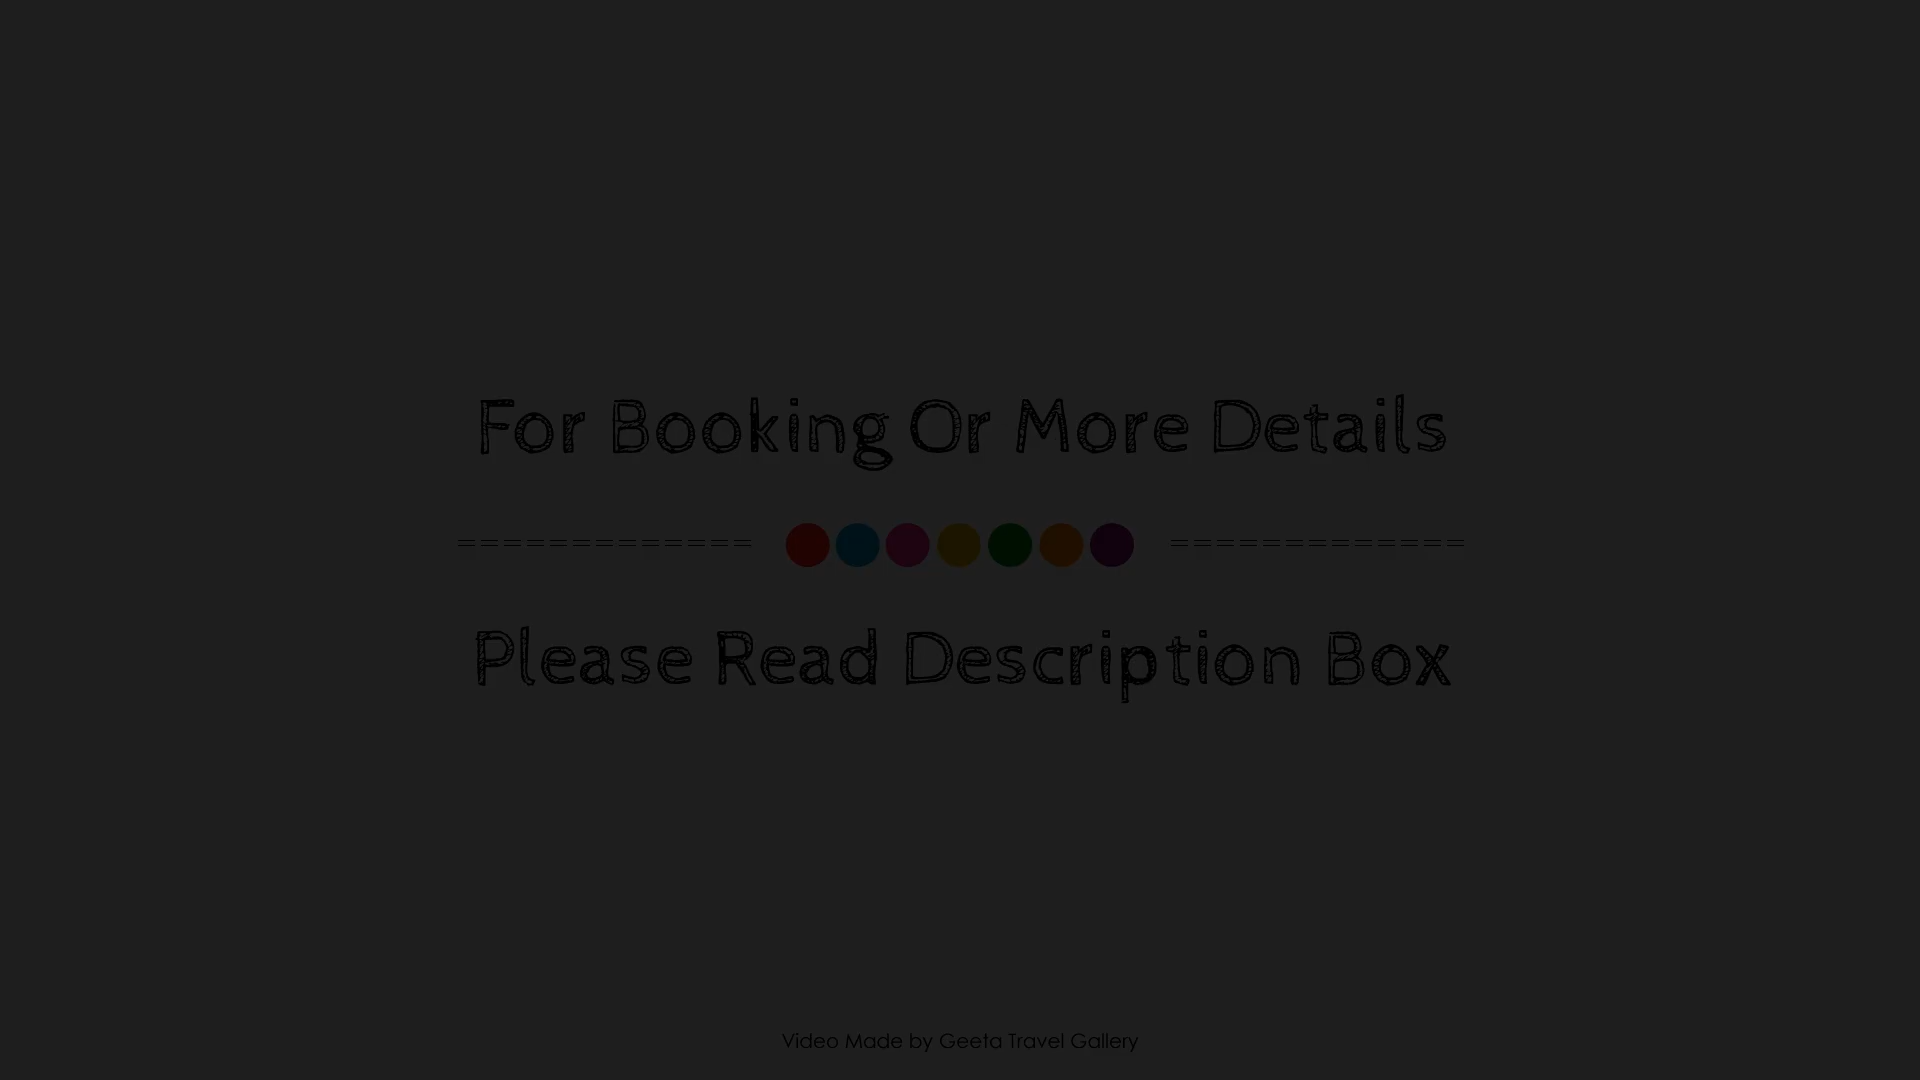 For Booking Or More Details
============= =============
Please Read Description Box
Video Made by Geeta Travel Gallery